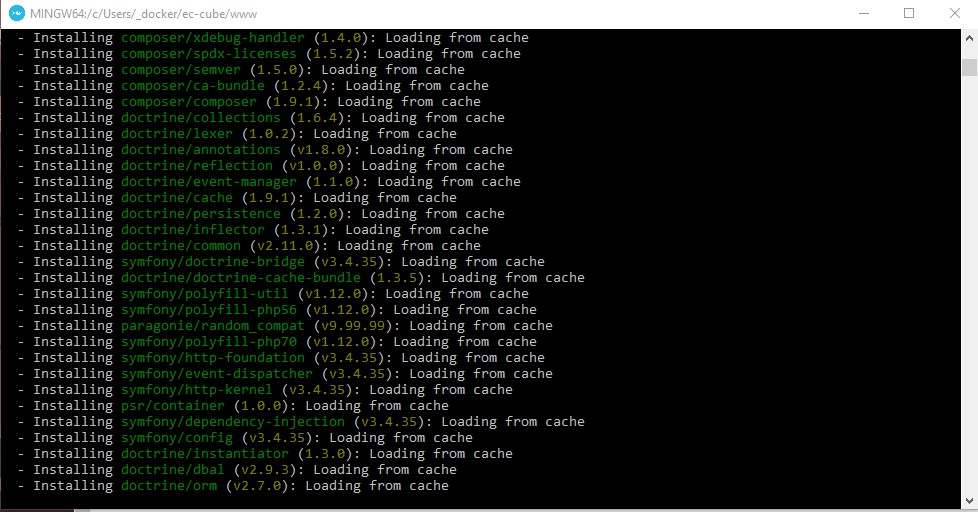 MINGW64:/c/Users/_docker/ec-cube/www
- Installing composer/xdebug-handler (1.4.0): Loading from cache
- Installing composer/spdx-licenses (1.5.2): Loading from cache
- Installing composer/semver (1.5.0): Loading from cache
- Installing composer/ca-bundle (1.2.4): Loading from cache
- Installing composer/composer (1.9.1): Loading from cache
- Installing doctrine/collections (1.6.4): Loading from cache
- Installing doctrine/lexer (1.0.2): Loading from cache
- Installing doctrine/annotations (v1.8.0): Loading from cache
- Installing doctrine/reflection (v1.0.0): Loading from cache
- Installing doctrine/event-manager (1.1.0): Loading from cache
- Installing doctrine/cache (1.9.1): Loading from cache
- Installing doctrine/persistence (1.2.0): Loading from cache
- Installing doctrine/inflector (1.3.1): Loading from cache
- Installing doctrine/common (v2.11.0): Loading from cache
- Installing symfony/doctrine-bridge (v3.4.35): Loading from cache
- Installing doctrine/doctrine-cache-bundle (1.3.5): Loading from cache
- Installing symfony/polyfill-util (v1.12.0): Loading from cache
- Installing symfony/polyfill-php56 (v1.12.0): Loading from cache
- Installing paragonie/random_compat (v9.99.99): Loading from cache
- Installing symfony/polyfill-php70 (v1.12.0): Loading from cache
- Installing symfony/http-foundation (v3.4.35): Loading from cache
- Installing symfony/event-dispatcher (v3.4.35): Loading from cache
- Installing symfony/http-kernel (v3.4.35): Loading from cache
- Installing psr/container (1.0.0): Loading from cache
- Installing symfony/dependency-injection (v3.4.35): Loading from cache
- Installing symfony/config (v3.4.35): Loading from cache
- Installing doctrine/instantiator (1.3.0): Loading from cache
- Installing doctrine/dbal (v2.9.3): Loading from cache
- Installing doctrine/orm (v2.7.0): Loading from cache